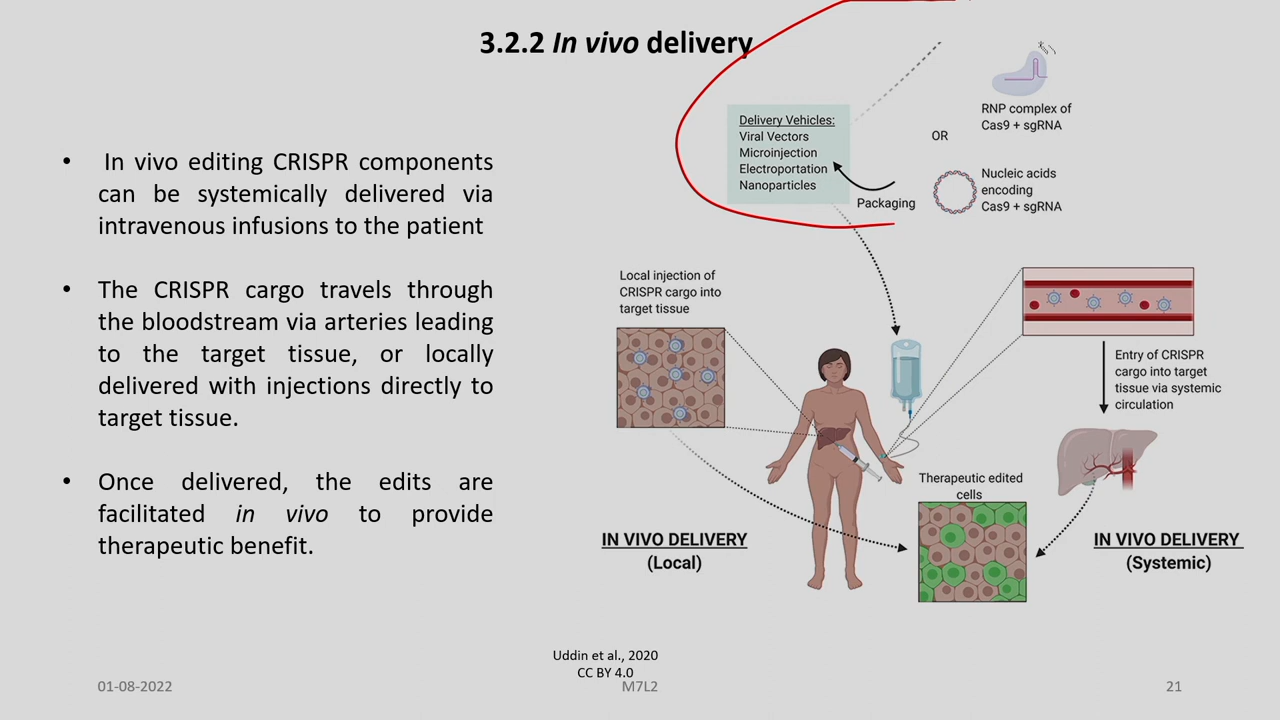 3.2.2 In vivo delivery
• In vivo editing CRISPR components
can be systemically delivered via
intravenous infusions to the patient
• The CRISPR cargo travels through
the bloodstream via arteries leading
to the target tissue, or locally
delivered with injections directly to
target tissue.
• Once delivered, the edits are
facilitated in vivo to provide
therapeutic benefit.
Delivery Vehicles:
Viral Vectors
Microinjection
Electroportation
Nanoparticles
Packaging
RNP complex of
Cas9 + sgRNA
OR
Nucleic acids
encoding
Cas9 + sgRNA
Local injection of
CRISPR cargo into
target tissue
Entry of CRISPR
cargo into target
tissue via systemic
circulation
Therapeutic edited
cells
IN VIVO DELIVERY
(Local)
IN VIVO DELIVERY
(Systemic)
Uddin et al., 2020
CC BY 4.0
01-08-2022
M7L2
21